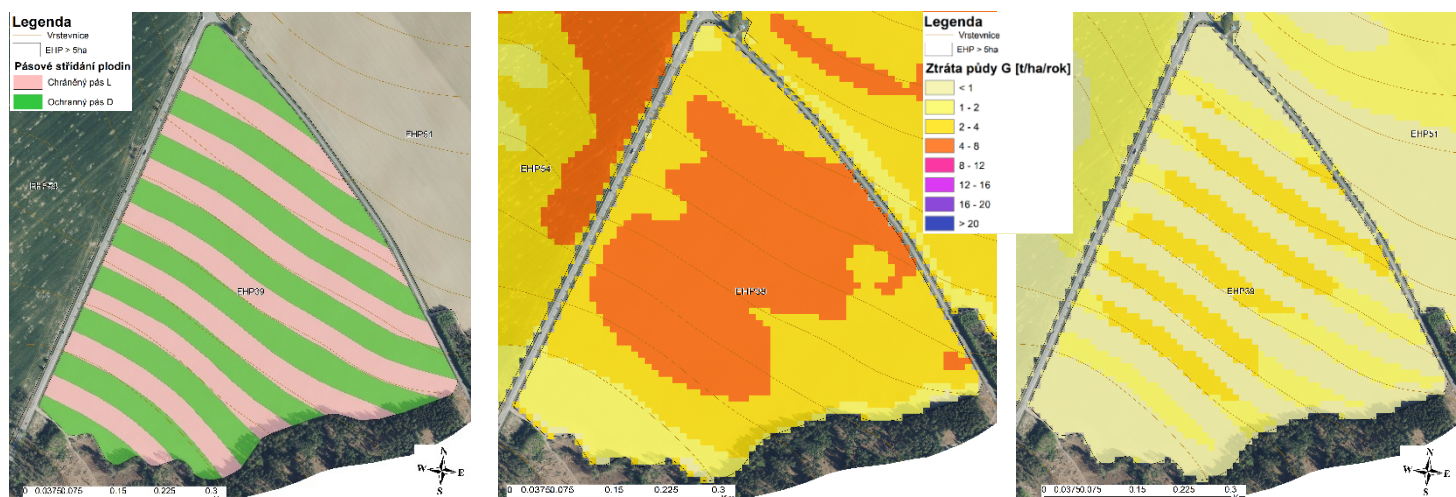 Legenda
Vrstevnice
EHP > 5ha
Pásové střídání plodin
Chráněný pás L
Ochranný pás D
EHP51
EHP39
N
W E
S
0 0.0375 0.075 0.15 0.225 0.3
Legenda
Vrstevnice
EHP > 5ha
Ztráta půdy G [t/ha/rok]
< 1
1 - 2
2 - 4
4 - 8
8 - 12
12 - 16
16 - 20
> 20
EHP54
EHP39
0 0.0375 0.075 0.15 0.225 0.3
EHP51
EHP39
N
W E
S
0 0.0375 0.075 0.15 0.225 0.3